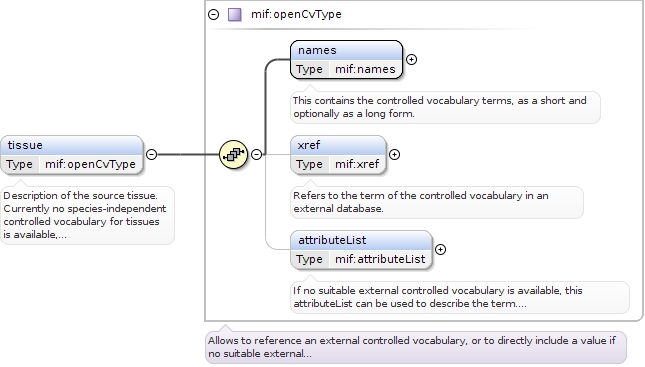 mif:openCvType
names
Type mif:names
This contains the controlled vocabulary terms, as a short and
optionally as a long form.
tissue
Type mif:openCvType
Description of the source tissue.
Currently no species-independent
controlled vocabulary for tissues
is available,...
xref
Type mif:xref
Refers to the term of the controlled vocabulary in an
external database.
attributeList
Type mif:attributeList
If no suitable external controlled vocabulary is available, this
attributeList can be used to describe the term....
Allows to reference an external controlled vocabulary, or to directly include a value if
no suitable external...